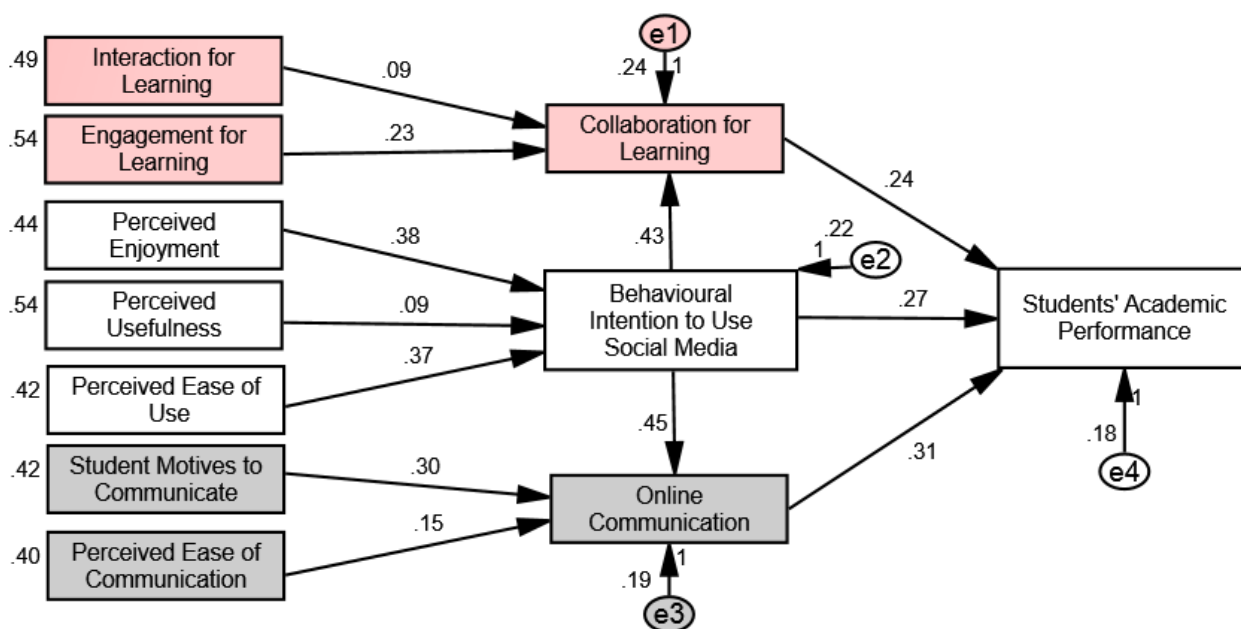 .49
Interaction for
Learning
.09
.54
Engagement for
Learning
.23
.44
Perceived
Enjoyment
.38
.54
Perceived
Usefulness
.09
.42
Perceived Ease of
Use
.37
.42
Student Motives to
Communicate
.30
.40
Perceived Ease of
Communication
.15
e1
.24
1
Collaboration for
Learning
.24
.43
.22
1
e2
Behavioural
Intention to Use
Social Media
.27
.45
Online
Communication
.31
.19
1
e3
Students' Academic
Performance
1
.18
e4